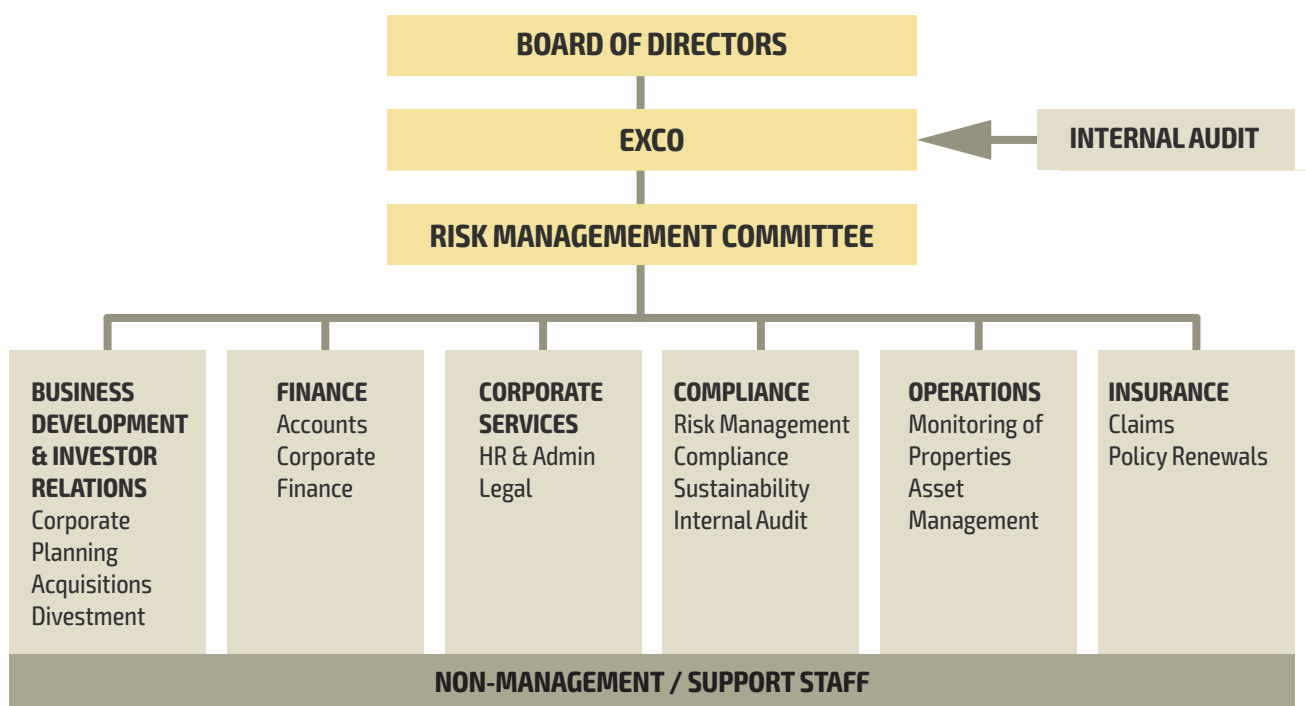 BOARD OF DIRECTORS
EXCO
INTERNAL AUDIT
RISK MANAGEMEMENT COMMITTEE
BUSINESS
DEVELOPMENT
& INVESTOR
RELATIONS
Corporate
Planning
Acquisitions
Divestment
FINANCE
Accounts
Corporate
Finance
CORPORATE
SERVICES
HR & Admin
Legal
COMPLIANCE
Risk Management
Compliance
Sustainability
Internal Audit
OPERATIONS
Monitoring of
Properties
Asset
Management
INSURANCE
Claims
Policy Renewals
NON-MANAGEMENT / SUPPORT STAFF